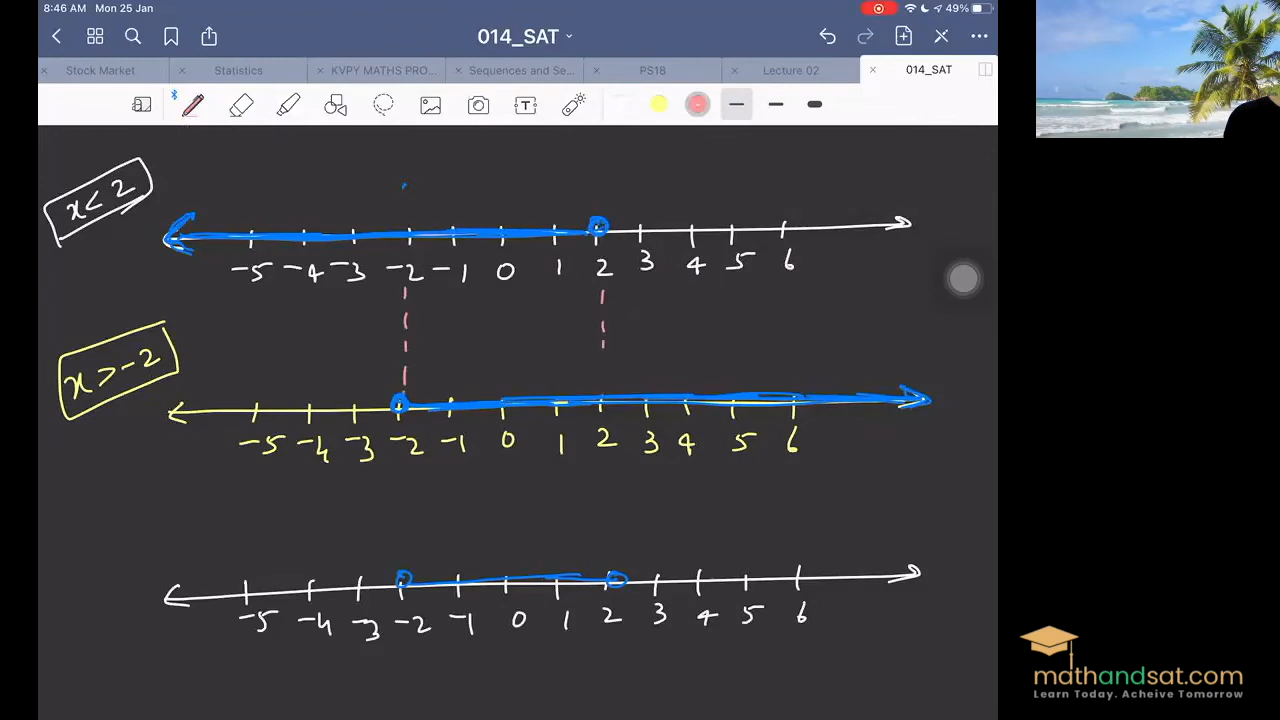 8:46 AM Mon 25 Jan
49%
014_SAT
Stock Market
Statistics
KVPY MATHS PRO...
Sequences and Se...
PS18
Lecture 02
014_SAT
x < 2
-5 -4 -3 -2 -1 0 1 2 3 4 5 6
x > -2
-5 -4 -3 -2 -1 0 1 2 3 4 5 6
-5 -4 -3 -2 -1 0 1 2 3 4 5 6
mathandsat.com
Learn Today. Acheive Tomorrow